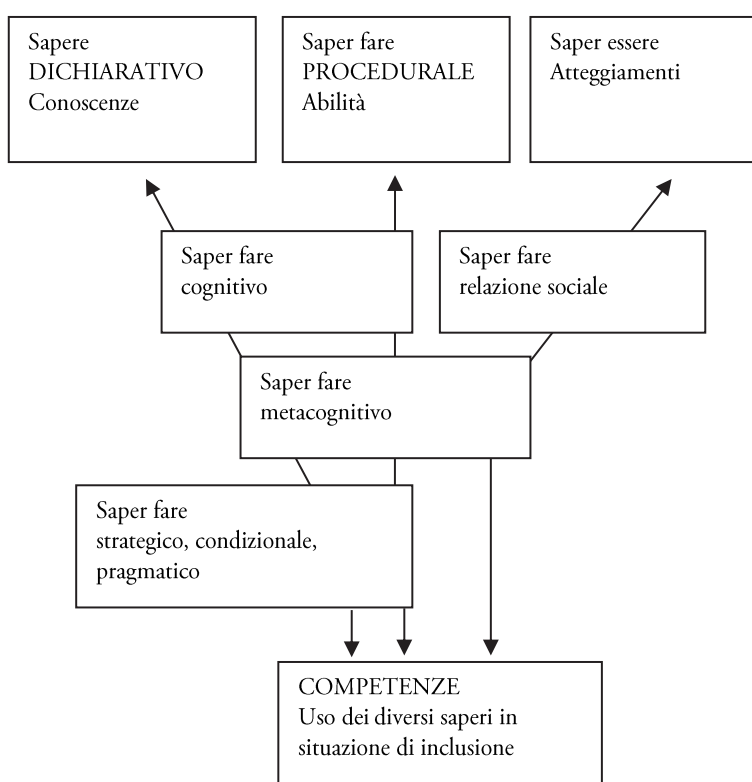 Sapere
DICHIARATIVO
Conoscenze
Saper fare
PROCEDURALE
Abilità
Saper essere
Atteggiamenti
Saper fare
cognitivo
Saper fare
relazione sociale
Saper fare
metacognitivo
Saper fare
strategico, condizionale,
pragmatico
COMPETENZE
Uso dei diversi saperi in
situazione di inclusione